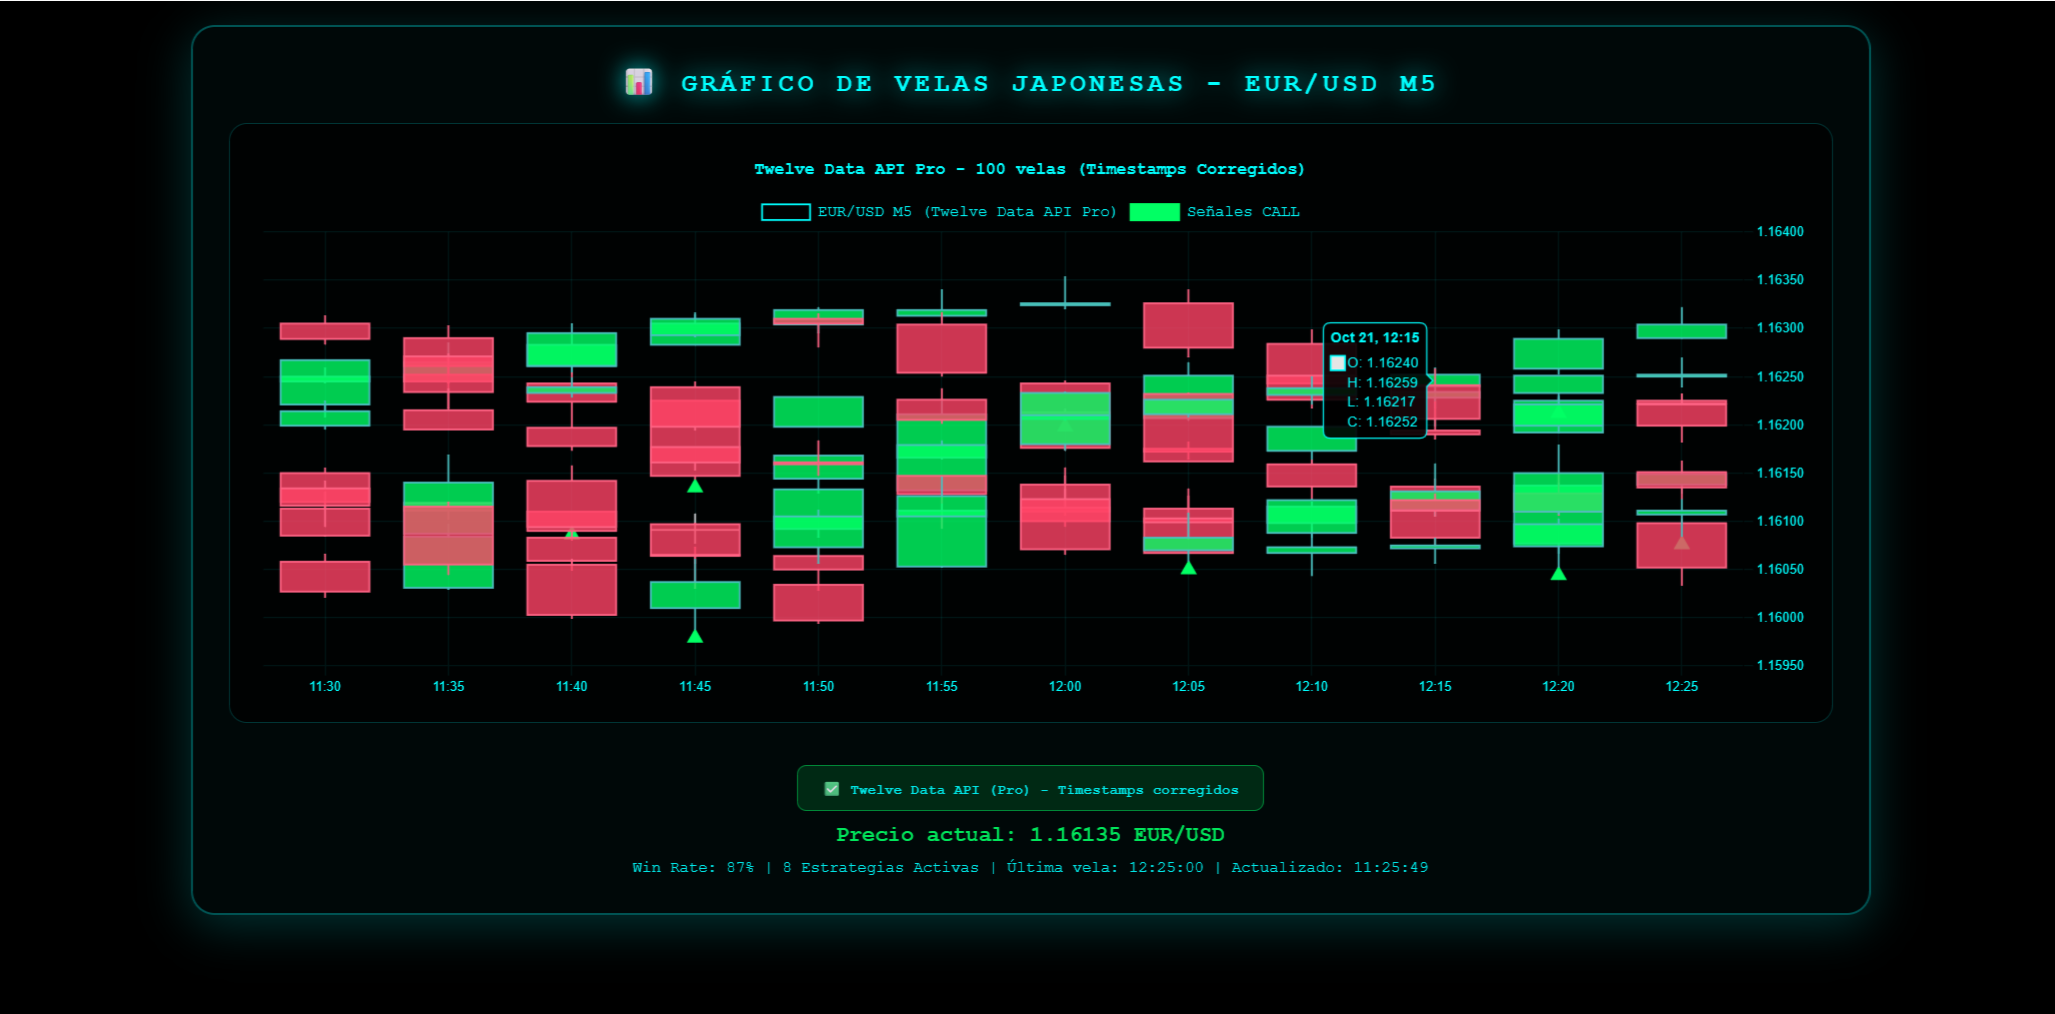 GRÁFICO DE VELAS JAPONESAS - EUR/USD M5
Twelve Data API Pro - 100 velas (Timestamps Corregidos)
EUR/USD M5 (Twelve Data API Pro) Señales CALL
1.16400
1.16350
1.16300
1.16250
1.16200
1.16150
1.16100
1.16050
1.16000
1.15950
Oct 21, 12:15
O: 1.16240
H: 1.16259
L: 1.16217
C: 1.16252
11:30 11:35 11:40 11:45 11:50 11:55 12:00 12:05 12:10 12:15 12:20 12:25
Twelve Data API (Pro) - Timestamps corregidos
Precio actual: 1.16135 EUR/USD
Win Rate: 87% | 8 Estrategias Activas | Última vela: 12:25:00 | Actualizado: 11:25:49